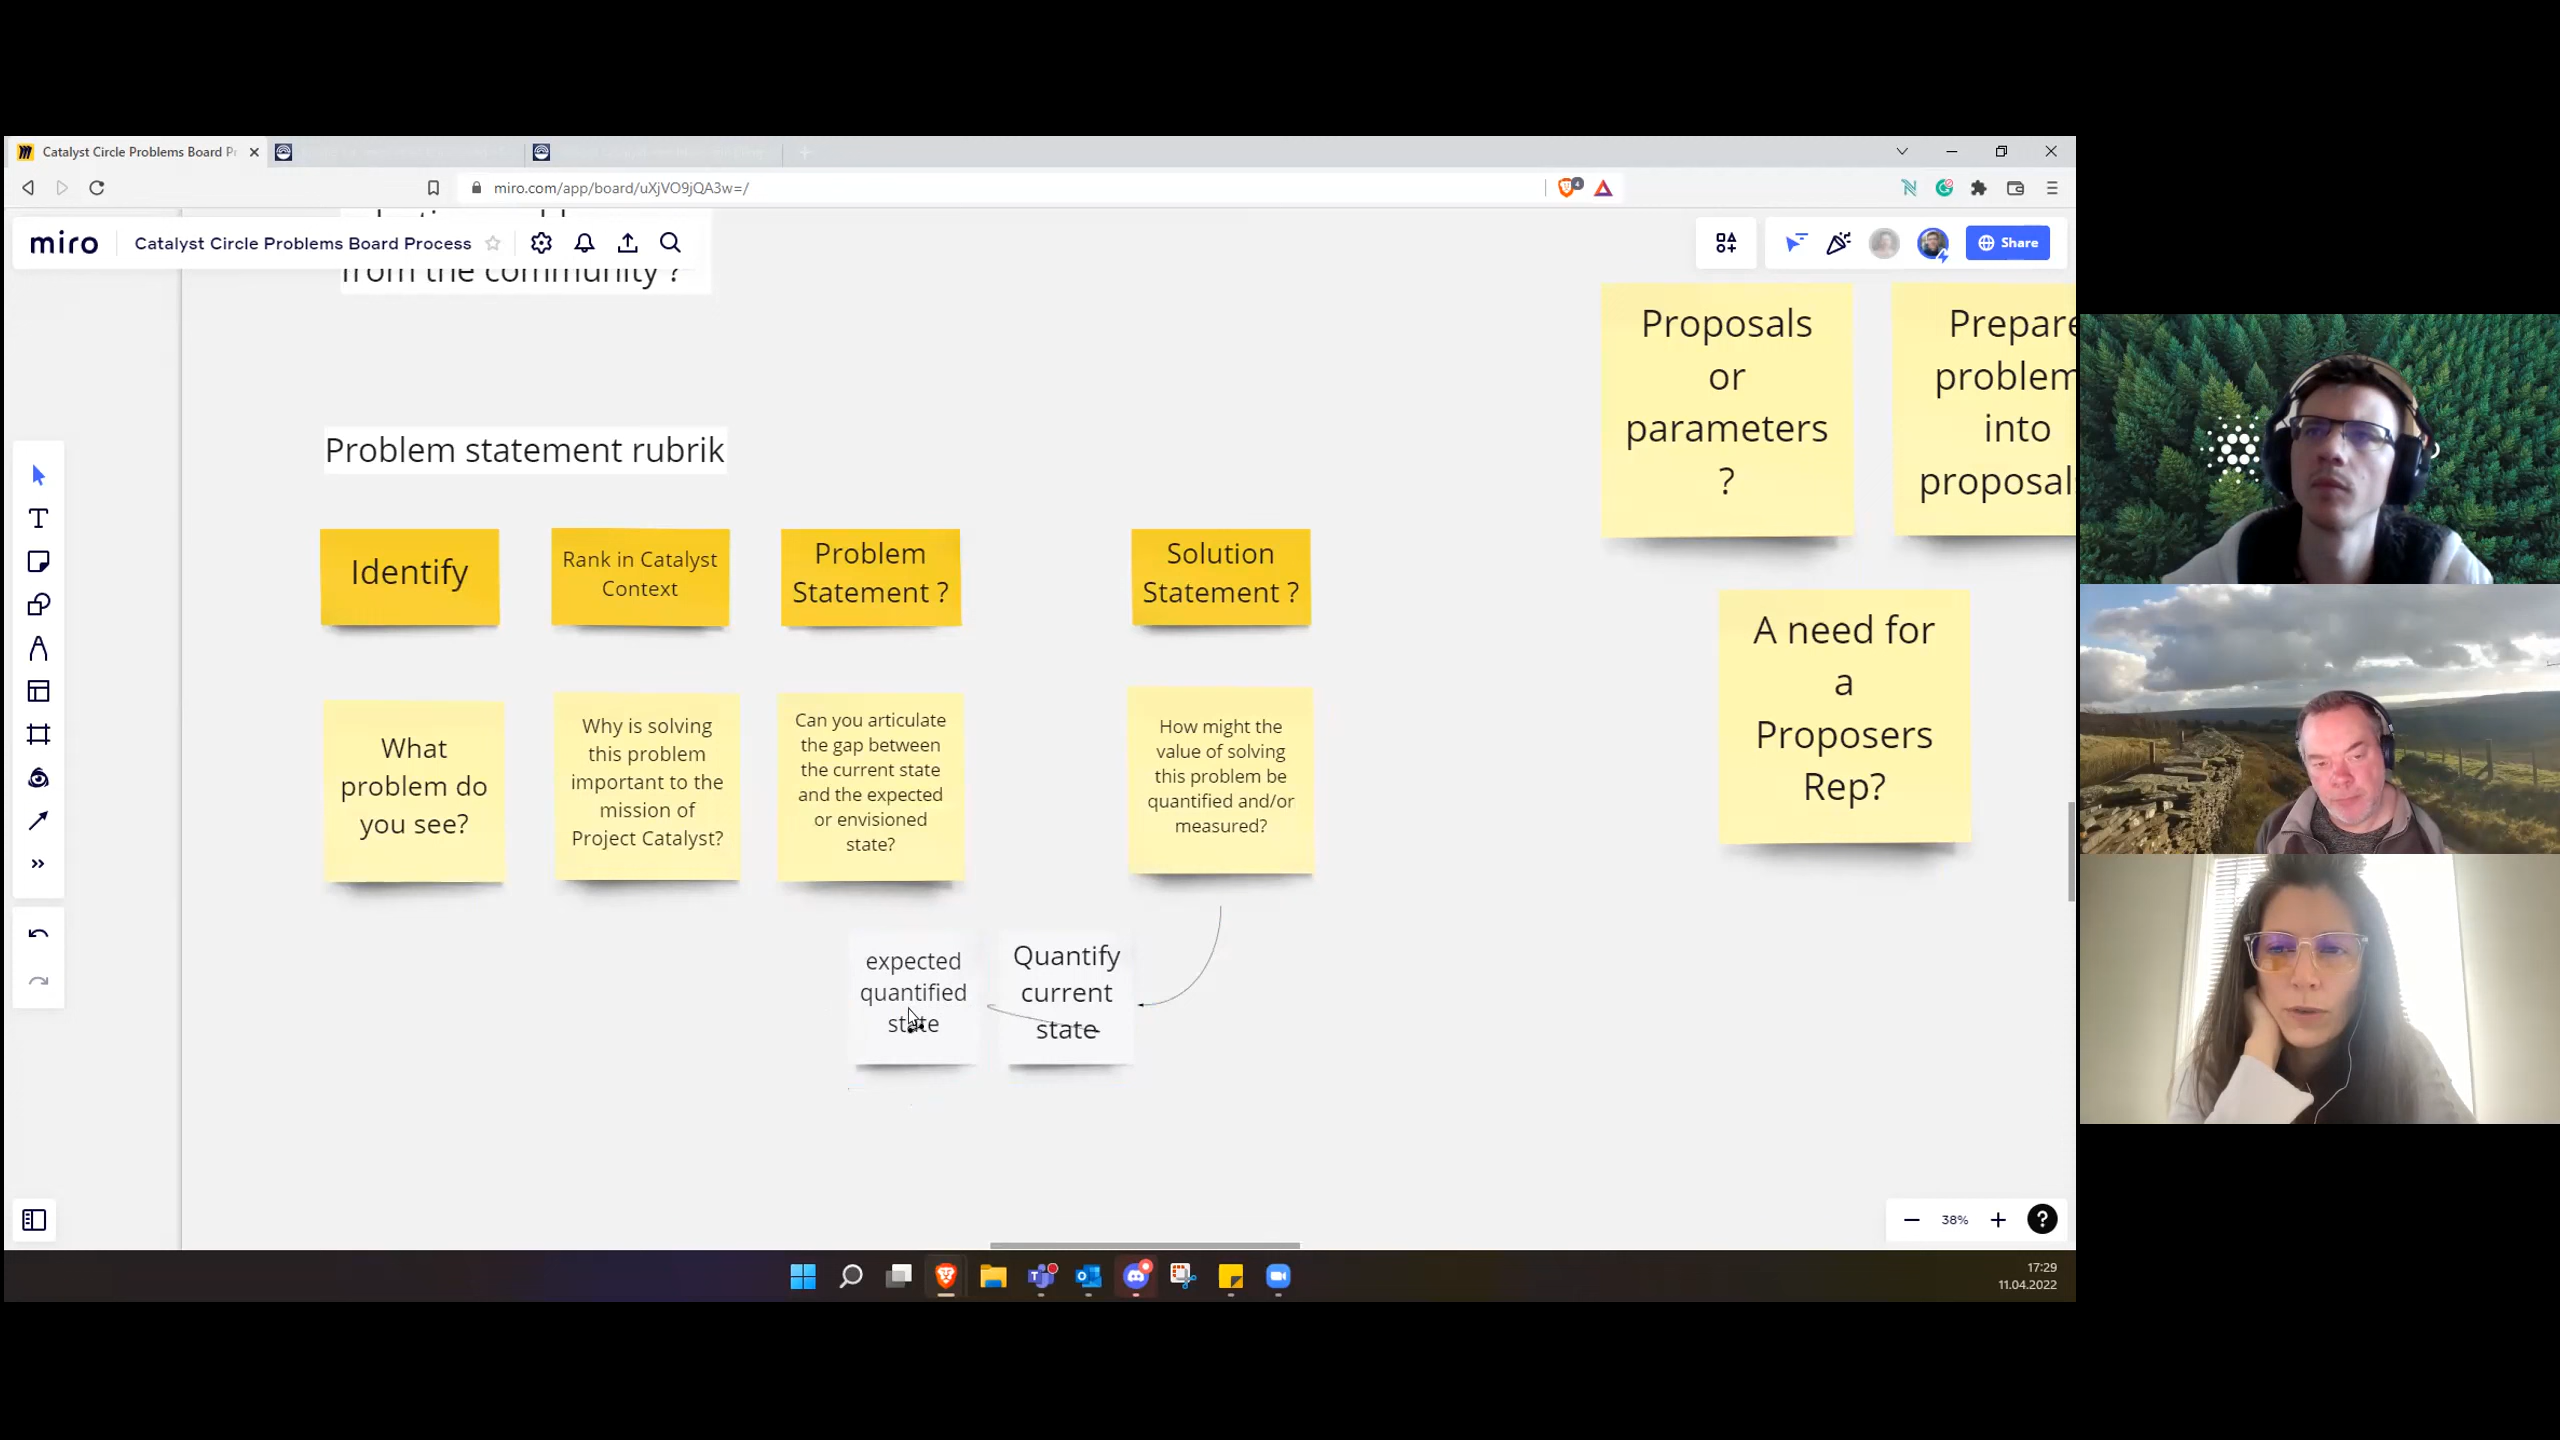 Catalyst Circle Problems Board Pr
miro.com/app/board/uXjVO9jQA3w=/
4
miro
Catalyst Circle Problems Board Process
Share
from the community ?
Problem statement rubrik
Identify
Rank in Catalyst
Context
Problem
Statement ?
Solution
Statement ?
What
problem do
you see?
Why is solving
this problem
important to the
mission of
Project Catalyst?
Can you articulate
the gap between
the current state
and the expected
or envisioned
state?
How might the
value of solving
this problem be
quantified and/or
measured?
expected
quantified
state
Quantify
current
state
Proposals
or
parameters
?
Prepare
problem
into
proposal
A need for
a
Proposers
Rep?
38%
?
17:29
11.04.2022